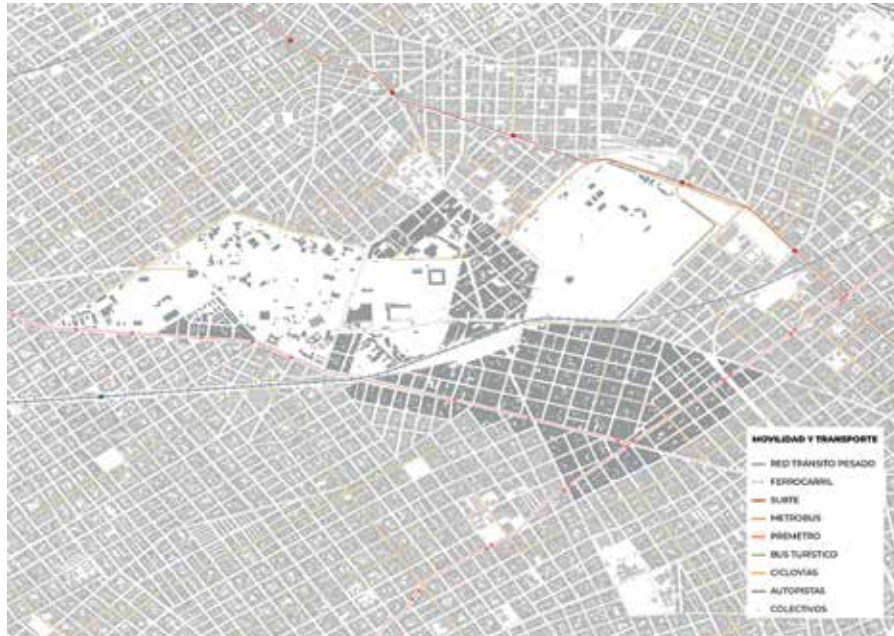 MOVILIDAD Y TRANSPORTE
RED TRÁNSITO PESADO
FERROCARRIL
SUBTE
METROBUS
PREMETRO
BUS TURÍSTICO
CICLOVÍAS
AUTOPISTAS
COLECTIVOS